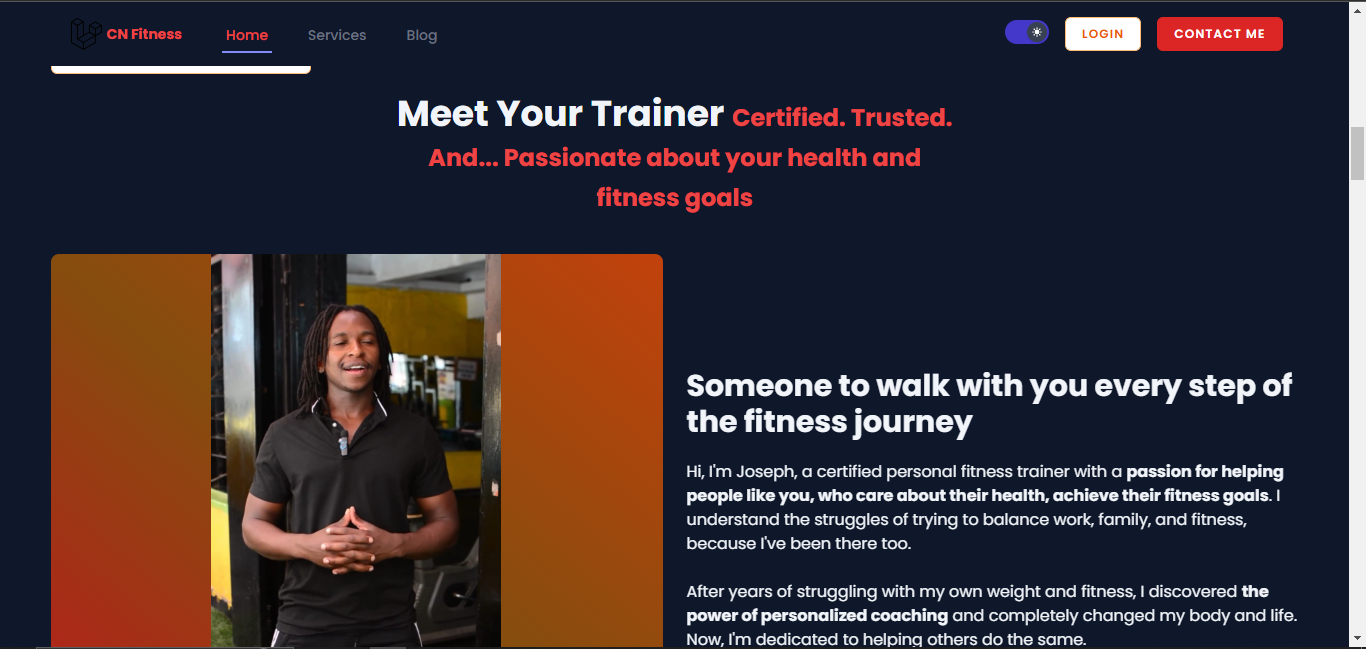 CN Fitness
Home
Services
Blog
LOGIN
CONTACT ME
Meet Your Trainer Certified. Trusted.
And... Passionate about your health and
fitness goals
Someone to walk with you every step of
the fitness journey
Hi, I'm Joseph, a certified personal fitness trainer with a passion for helping
people like you, who care about their health, achieve their fitness goals. I
understand the struggles of trying to balance work, family, and fitness,
because I've been there too.
After years of struggling with my own weight and fitness, I discovered the
power of personalized coaching and completely changed my body and life.
Now, I'm dedicated to helping others do the same.